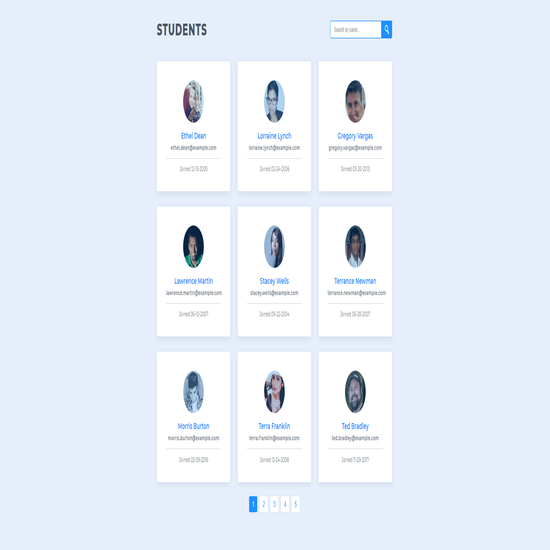 STUDENTS
Search by name...
Ethel Dean
ethel.dean@example.com
Joined 12-15-2005
Lorraine Lynch
lorraine.lynch@example.com
Joined 02-24-2006
Gregory Vargas
gregory.vargas@example.com
Joined 03-20-2013
Lawrence Martin
lawrence.martin@example.com
Joined 06-10-2007
Stacey Wells
stacey.wells@example.com
Joined 09-22-2004
Terrance Newman
terrance.newman@example.com
Joined 06-28-2007
Morris Burton
morris.burton@example.com
Joined 02-09-2016
Terra Franklin
terra.franklin@example.com
Joined 12-24-2008
Ted Bradley
ted.bradley@example.com
Joined 11-29-2017
1 2 3 4 5